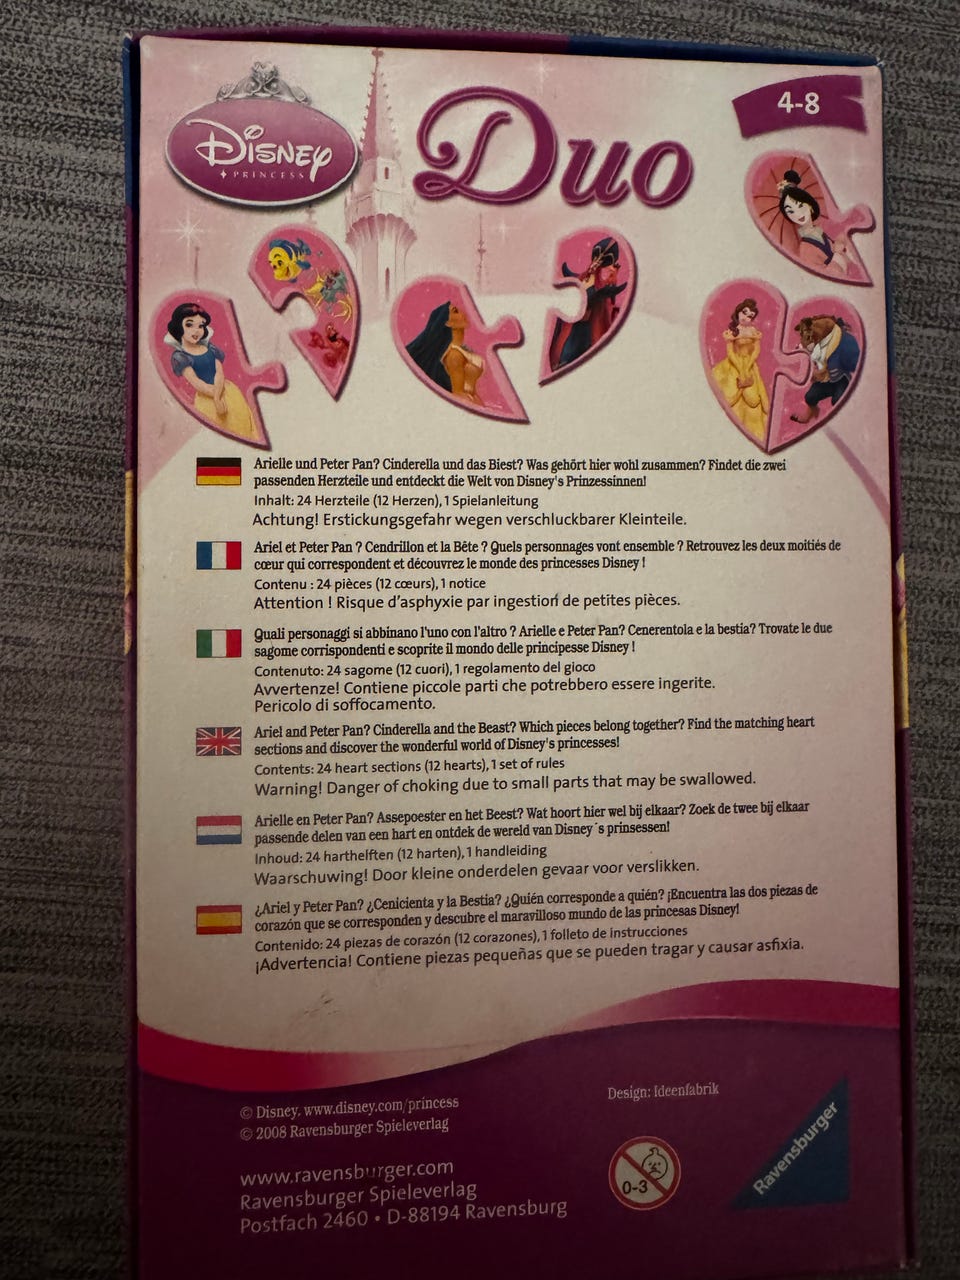 Disney
PRINCESS
Duo
4-8
Arielle und Peter Pan? Cinderella und das Biest? Was gehört hier wohl zusammen? Findet die zwei
passenden Herzteile und entdeckt die Welt von Disney's Prinzessinnen!
Inhalt: 24 Herzteile (12 Herzen), 1 Spielanleitung
Achtung! Erstickungsgefahr wegen verschluckbarer Kleinteile.
Ariel et Peter Pan ? Cendrillon et la Bête ? Quels personnages vont ensemble ? Retrouvez les deux moitiés de
cœur qui correspondent et découvrez le monde des princesses Disney !
Contenu : 24 pièces (12 cœurs), 1 notice
Attention ! Risque d'asphyxie par ingestion de petites pièces.
Quali personaggi si abbinano l'uno con l'altro ? Arielle e Peter Pan? Cenerentola e la bestia? Trovate le due
sagome corrispondenti e scoprite il mondo delle principesse Disney !
Contenuto: 24 sagome (12 cuori), 1 regolamento del gioco
Avvertenze! Contiene piccole parti che potrebbero essere ingerite.
Pericolo di soffocamento.
Ariel and Peter Pan? Cinderella and the Beast? Which pieces belong together? Find the matching heart
sections and discover the wonderful world of Disney's princesses!
Contents: 24 heart sections (12 hearts), 1 set of rules
Warning! Danger of choking due to small parts that may be swallowed.
Arielle en Peter Pan? Assepoester en het Beest? Wat hoort hier wel bij elkaar? Zoek de twee bij elkaar
passende delen van een hart en ontdek de wereld van Disney´s prinsessen!
Inhoud: 24 harthelften (12 harten), 1 handleiding
Waarschuwing! Door kleine onderdelen gevaar voor verslikken.
¿Ariel y Peter Pan? ¿Cenicienta y la Bestia? ¿Quién corresponde a quién? ¡Encuentra las dos piezas de
corazón que se corresponden y descubre el maravilloso mundo de las princesas Disney!
Contenido: 24 piezas de corazón (12 corazones), 1 folleto de instrucciones
¡Advertencia! Contiene piezas pequeñas que se pueden tragar y causar asfixia.
© Disney. www.disney.com/princess
© 2008 Ravensburger Spieleverlag
Design: Ideenfabrik
www.ravensburger.com
Ravensburger Spieleverlag
Postfach 2460 • D-88194 Ravensburg
0-3
Ravensburger